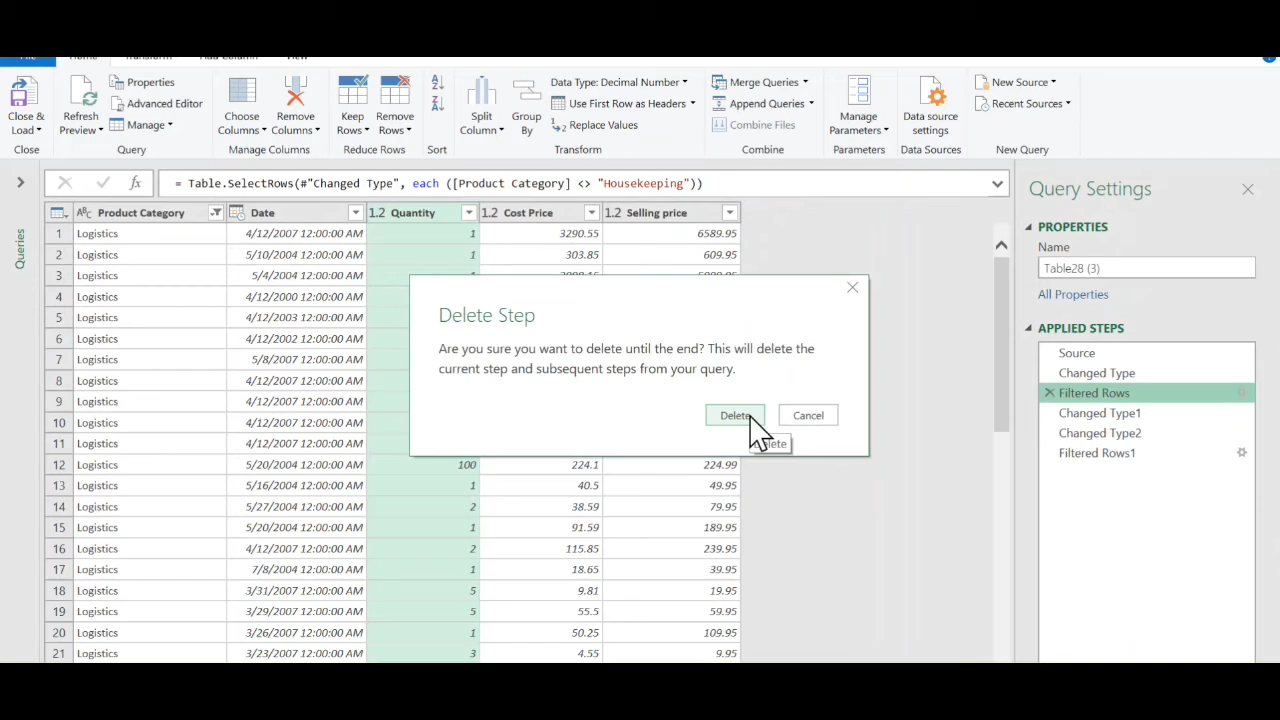 File Home Transform Add Column View
Properties
Advanced Editor
Manage
Close & Load
Refresh Preview
Choose Columns
Remove Columns
Keep Rows
Remove Rows
Split Column
Group By
Data Type: Decimal Number
Use First Row as Headers
1 2 Replace Values
Merge Queries
Append Queries
Combine Files
Manage Parameters
Data source settings
New Source
Recent Sources
Close Query Manage Columns Reduce Rows Sort Transform Combine Parameters Data Sources New Query
fx = Table.SelectRows(#"Changed Type", each ([Product Category] <> "Housekeeping"))
Queries
ABC Product Category Date 1.2 Quantity 1.2 Cost Price 1.2 Selling price
1 Logistics 4/12/2007 12:00:00 AM 1 3290.55 6589.95
2 Logistics 5/10/2004 12:00:00 AM 1 303.85 609.95
3 Logistics 5/4/2004 12:00:00 AM
4 Logistics 4/12/2000 12:00:00 AM
5 Logistics 4/12/2003 12:00:00 AM
6 Logistics 4/12/2002 12:00:00 AM
7 Logistics 5/8/2007 12:00:00 AM
8 Logistics 4/12/2007 12:00:00 AM
9 Logistics 4/12/2007 12:00:00 AM
10 Logistics 4/12/2007 12:00:00 AM
11 Logistics 4/12/2007 12:00:00 AM
12 Logistics 5/20/2004 12:00:00 AM 100 224.1 224.99
13 Logistics 5/16/2004 12:00:00 AM 1 40.5 49.95
14 Logistics 5/27/2004 12:00:00 AM 2 38.59 79.95
15 Logistics 5/20/2004 12:00:00 AM 1 91.59 189.95
16 Logistics 4/12/2007 12:00:00 AM 2 115.85 239.95
17 Logistics 7/8/2004 12:00:00 AM 1 18.65 39.95
18 Logistics 3/31/2007 12:00:00 AM 5 9.81 19.95
19 Logistics 3/29/2007 12:00:00 AM 5 55.5 59.95
20 Logistics 3/26/2007 12:00:00 AM 1 50.25 109.95
21 Logistics 3/23/2007 12:00:00 AM 3 4.55 9.95
Delete Step
Are you sure you want to delete until the end? This will delete the
current step and subsequent steps from your query.
Delete Cancel
Query Settings
PROPERTIES
Name
Table28 (3)
All Properties
APPLIED STEPS
Source
Changed Type
Filtered Rows
Changed Type1
Changed Type2
Filtered Rows1